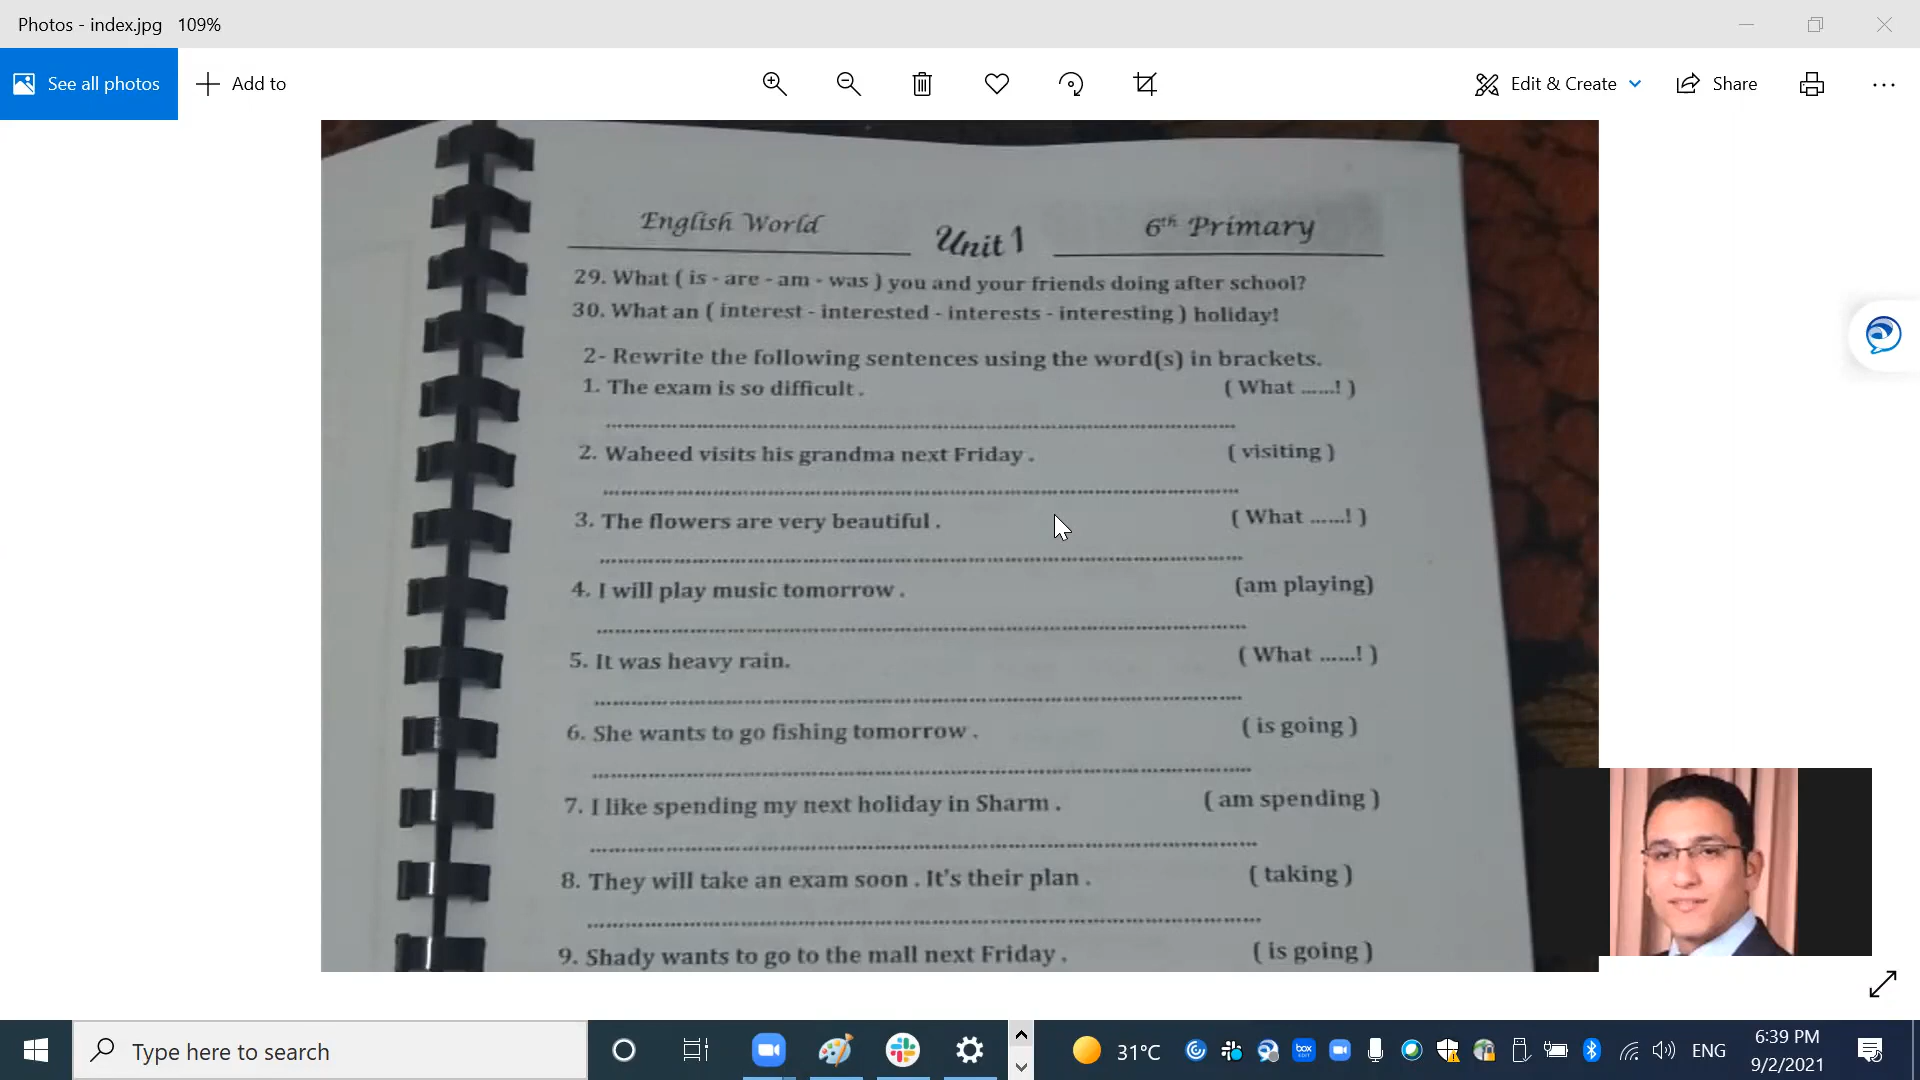 Photos - index.jpg 109%
See all photos
Add to
Edit & Create
Share
English World
Unit 1
6th Primary
29. What ( is - are - am - was ) you and your friends doing after school?
30. What an ( interest - interested - interests - interesting ) holiday!
2- Rewrite the following sentences using the word(s) in brackets.
1. The exam is so difficult . ( What ......! )
2. Waheed visits his grandma next Friday . ( visiting )
3. The flowers are very beautiful . ( What ......! )
4. I will play music tomorrow . (am playing)
5. It was heavy rain. ( What ......! )
6. She wants to go fishing tomorrow . ( is going )
7. I like spending my next holiday in Sharm . ( am spending )
8. They will take an exam soon . It's their plan . ( taking )
9. Shady wants to go to the mall next Friday . ( is going )
Type here to search
31°C
box
ENG
6:39 PM
9/2/2021